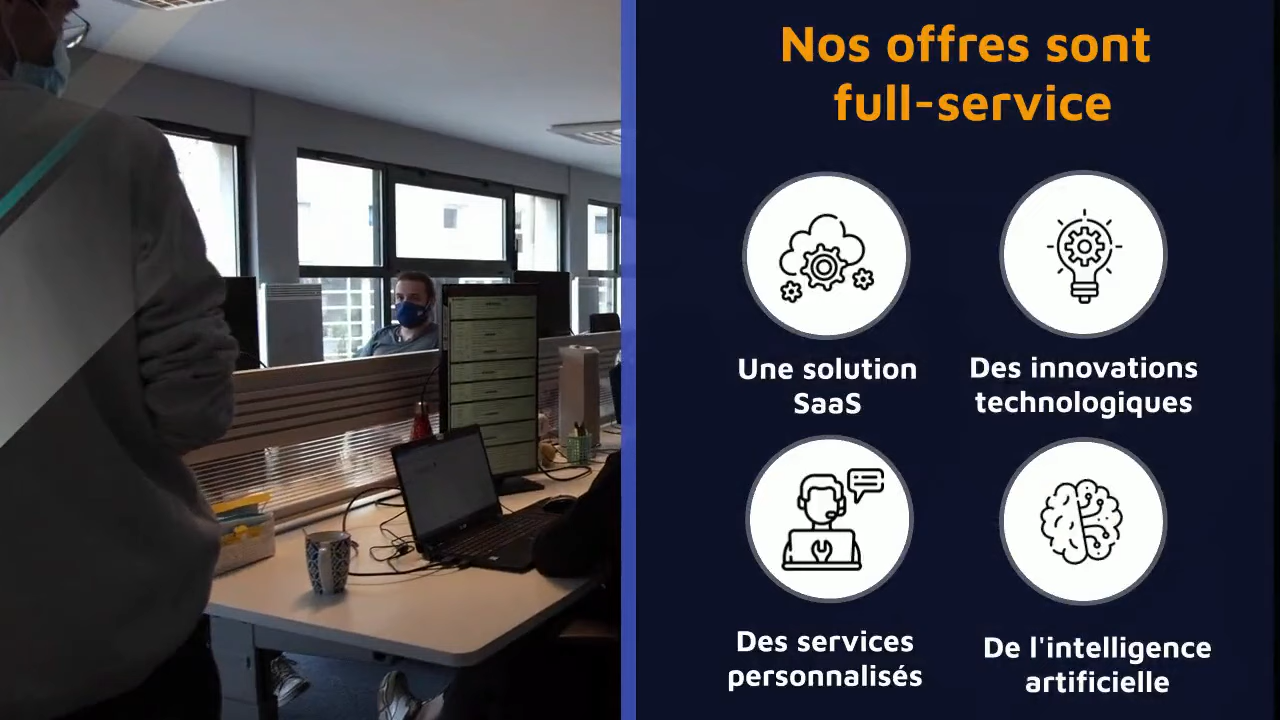 Nos offres sont
full-service
Une solution
SaaS
Des innovations
technologiques
Des services
personnalisés
De l'intelligence
artificielle